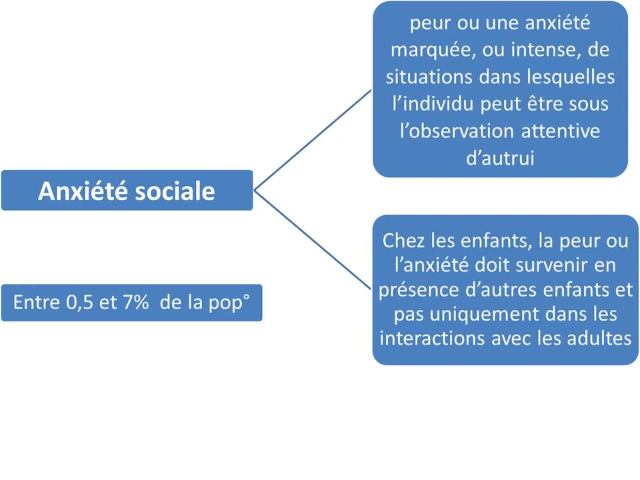 peur ou une anxiété
marquée, ou intense, de
situations dans lesquelles
l’individu peut être sous
l’observation attentive
d’autrui
Anxiété sociale
Chez les enfants, la peur ou
l’anxiété doit survenir en
présence d’autres enfants et
pas uniquement dans les
interactions avec les adultes
Entre 0,5 et 7%  de la pop°